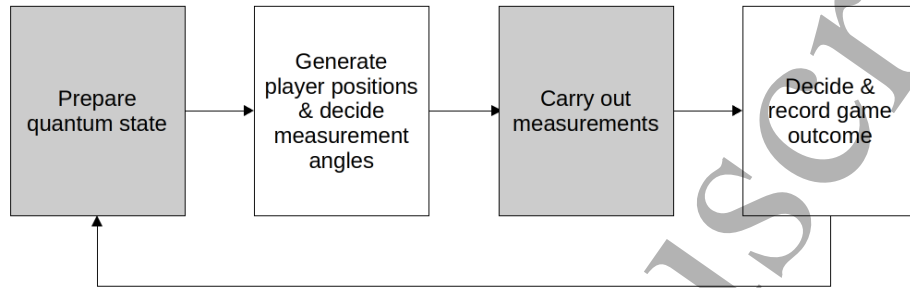 Prepare
quantum state
Generate
player positions
& decide
measurement
angles
Carry out
measurements
Decide &
record game
outcome